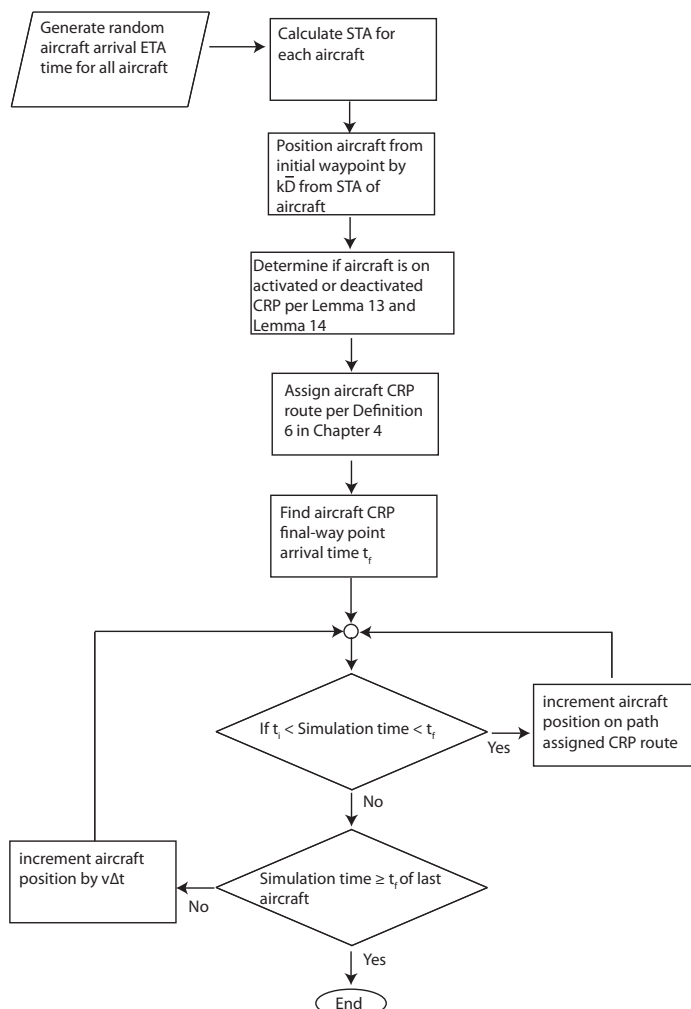 Generate random
aircraft arrival ETA
time for all aircraft
Calculate STA for
each aircraft
Position aircraft from
initial waypoint by
kD̅ from STA of
aircraft
Determine if aircraft is on
activated or deactivated
CRP per Lemma 13 and
Lemma 14
Assign aircraft CRP
route per Definition
6 in Chapter 4
Find aircraft CRP
final-way point
arrival time t_f
If t_i < Simulation time < t_f
Yes
increment aircraft
position on path
assigned CRP route
No
Simulation time ≥ t_f of last
aircraft
No
increment aircraft
position by vΔt
Yes
End